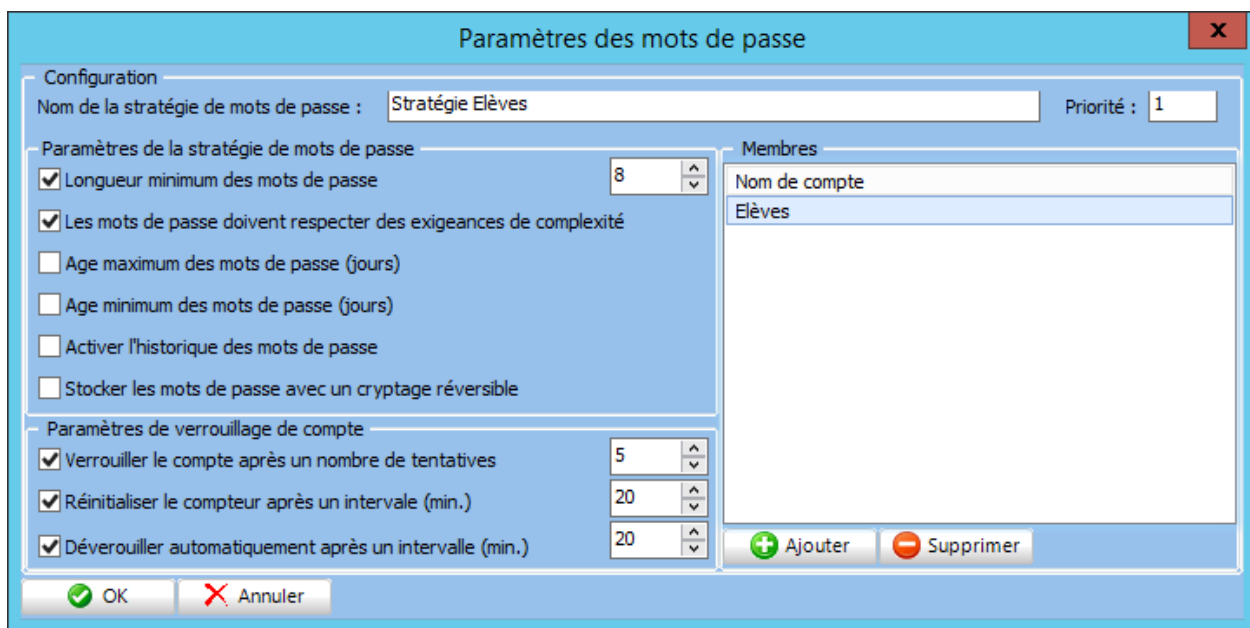 Paramètres des mots de passe
x
Configuration
Nom de la stratégie de mots de passe : Stratégie Elèves Priorité : 1
Paramètres de la stratégie de mots de passe
Longueur minimum des mots de passe 8
Les mots de passe doivent respecter des exigeances de complexité
Age maximum des mots de passe (jours)
Age minimum des mots de passe (jours)
Activer l'historique des mots de passe
Stocker les mots de passe avec un cryptage réversible
Paramètres de verrouillage de compte
Verrouiller le compte après un nombre de tentatives 5
Réinitialiser le compteur après un intervale (min.) 20
Déverouiller automatiquement après un intervalle (min.) 20
Membres
Nom de compte
Elèves
Ajouter Supprimer
OK Annuler